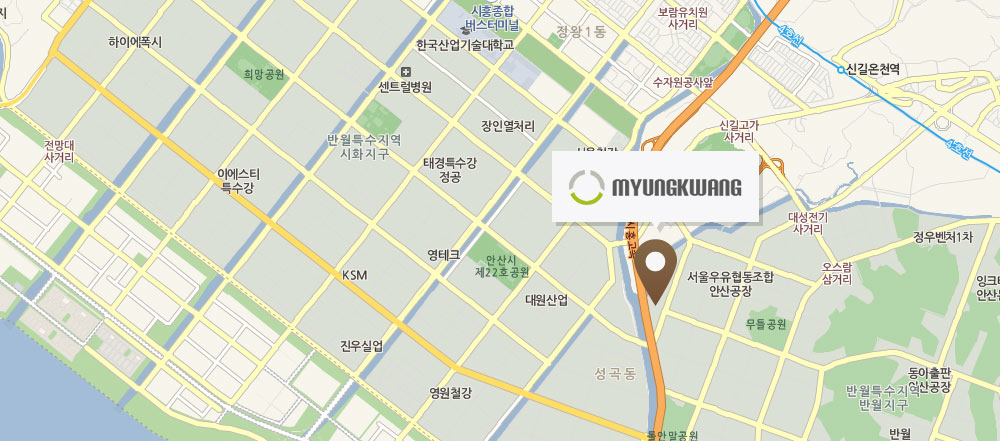 시흥종합
버스터미널
정왕1동
보람유치원
사거리
4호선
하이에폭시
한국산업기술대학교
희망공원
센트럴병원
수자원공사앞
신길온천역
장인열처리
신길고가
사거리
4호선
반월특수지역
시화지구
전망대
사거리
이에스티
특수강
태경특수강
정공
MYUNGKWANG
대성전기
사거리
정우벤처1차
영테크
안산시
제22호공원
KSM
대원산업
서울우유협동조합
안산공장
오스람
삼거리
무들공원
진우실업
성곡동
영원철강
동아출판
안산공장
반월특수지역
반월지구
반월